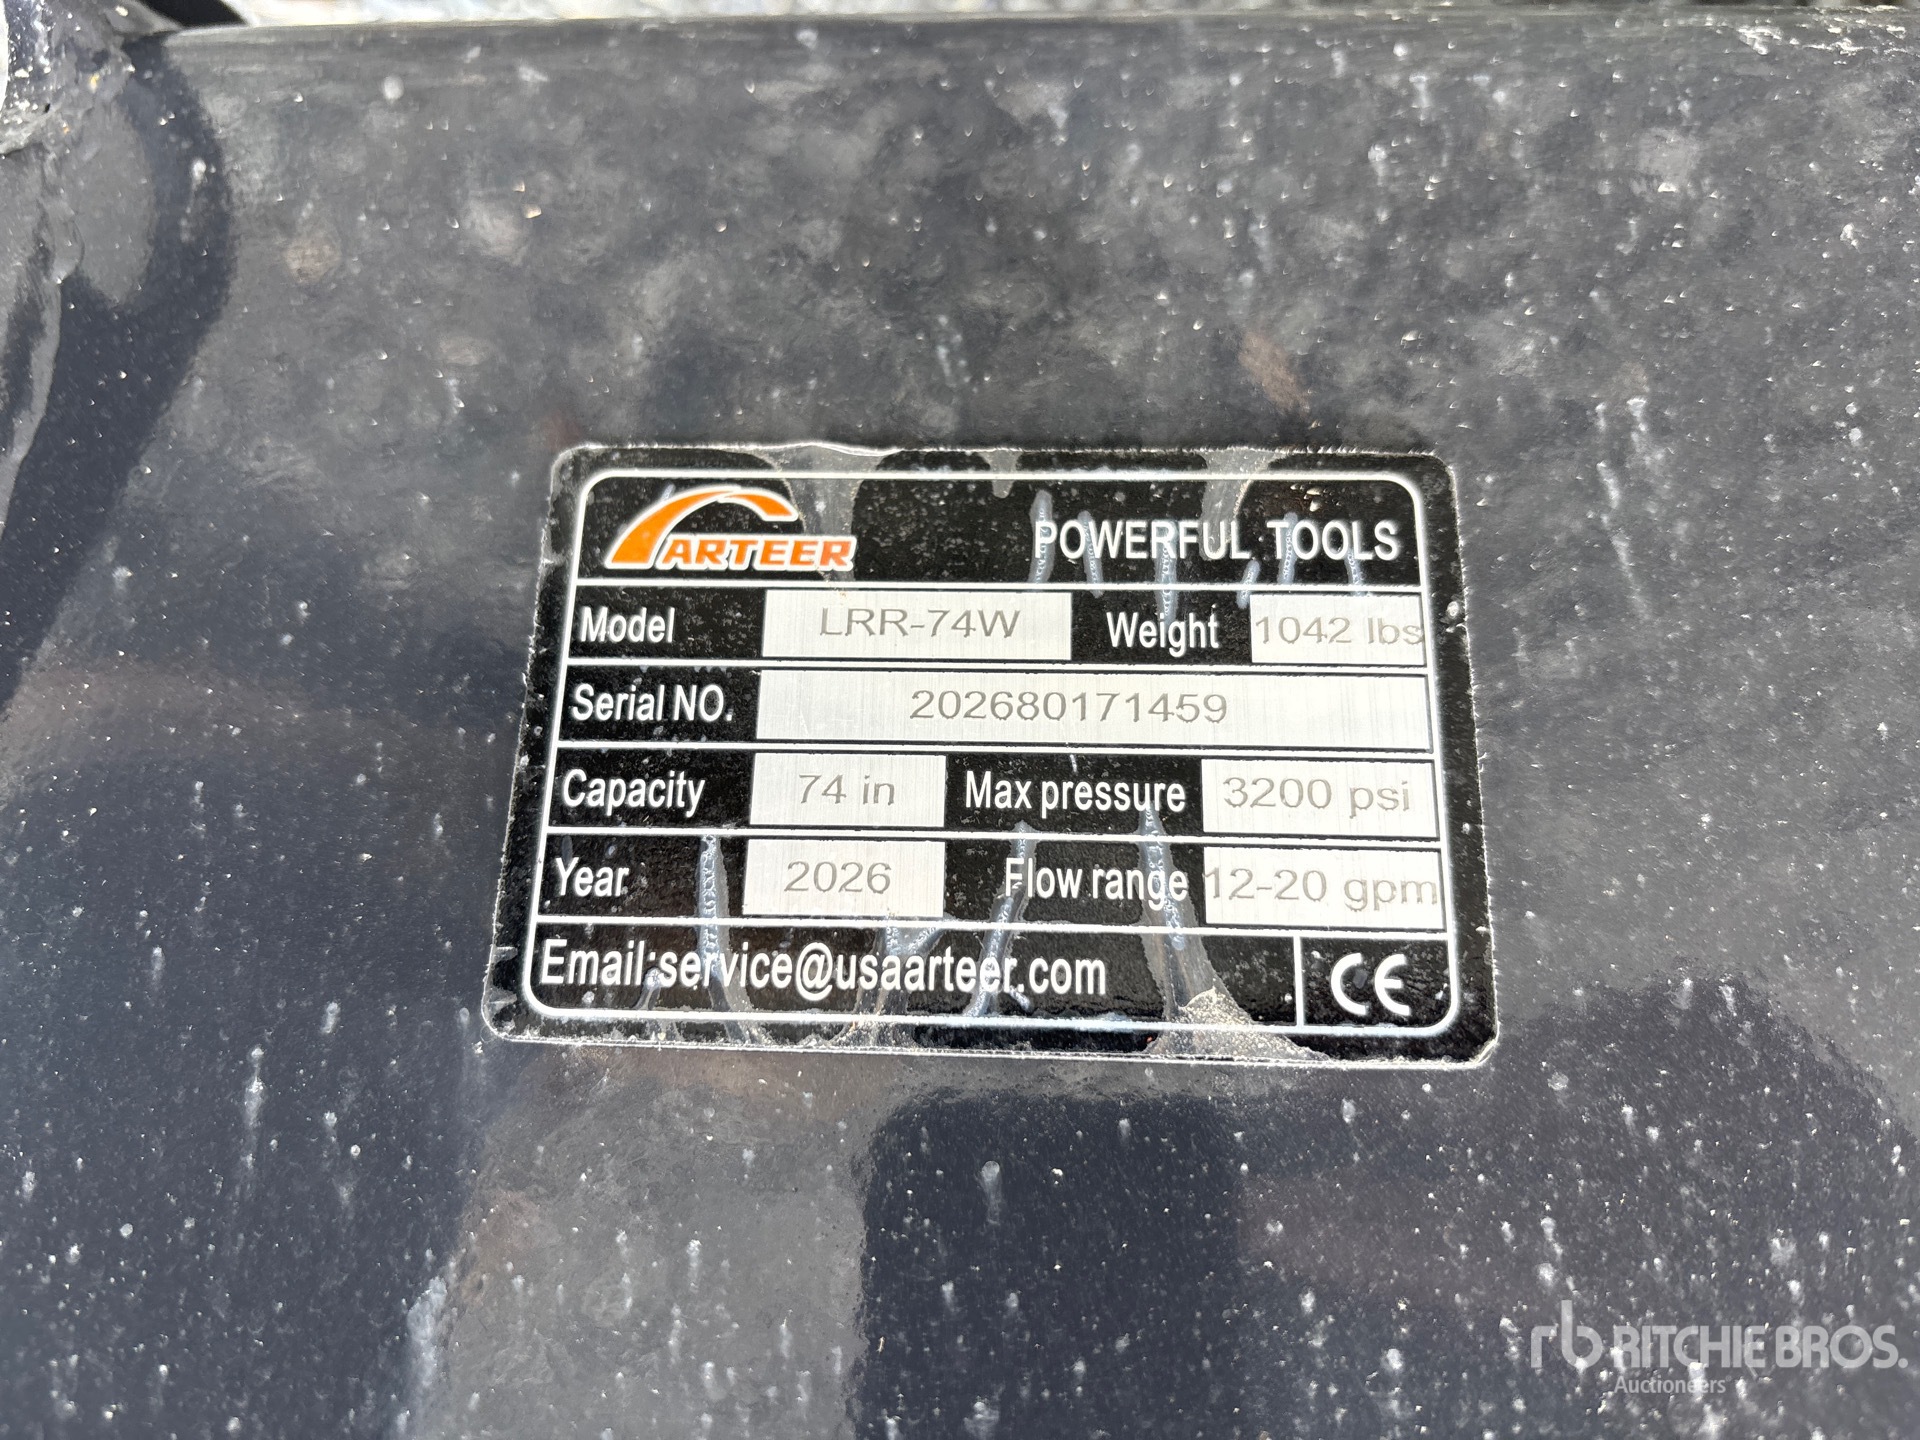 ARTEER POWERFUL TOOLS
Model LRR-74W Weight 1042 lbs
Serial NO. 202680171459
Capacity 74 in Max pressure 3200 psi
Year 2026 Flow range 12-20 gpm
Email:service@usaarteer.com CE
rb RITCHIE BROS.
Auctioneers